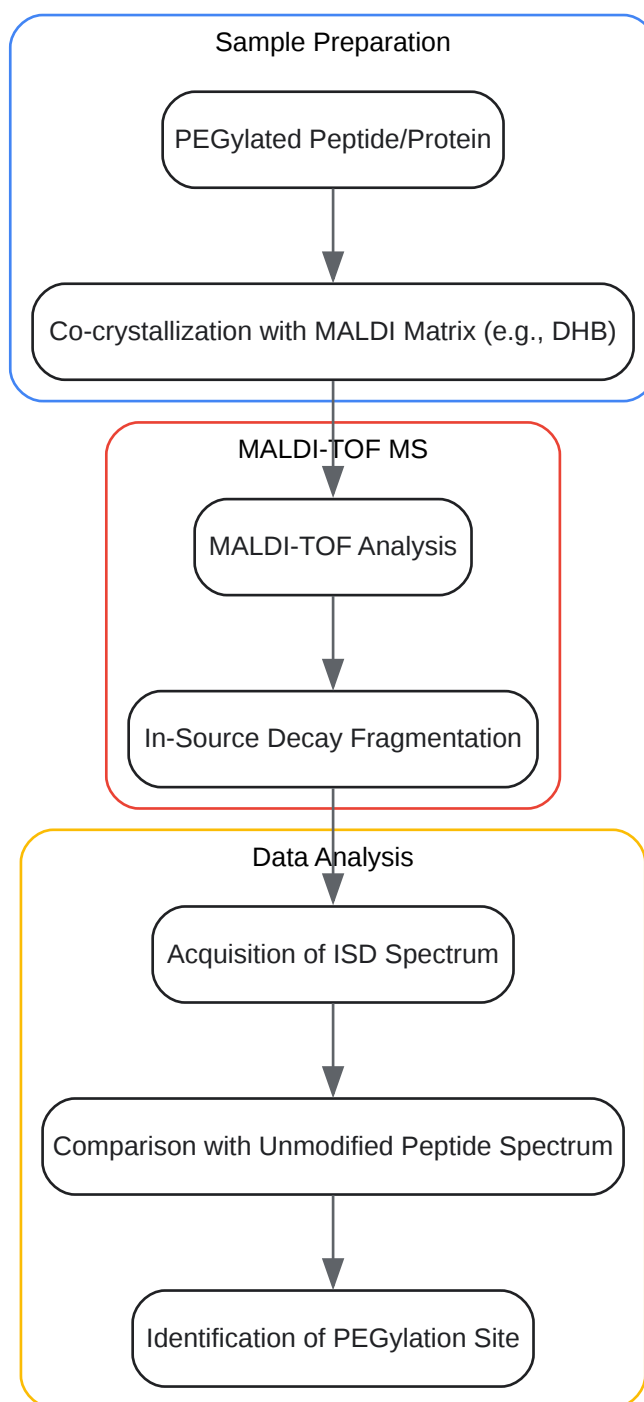 Sample Preparation
PEGylated Peptide/Protein
Co-crystallization with MALDI Matrix (e.g., DHB)
MALDI-TOF MS
MALDI-TOF Analysis
In-Source Decay Fragmentation
Data Analysis
Acquisition of ISD Spectrum
Comparison with Unmodified Peptide Spectrum
Identification of PEGylation Site